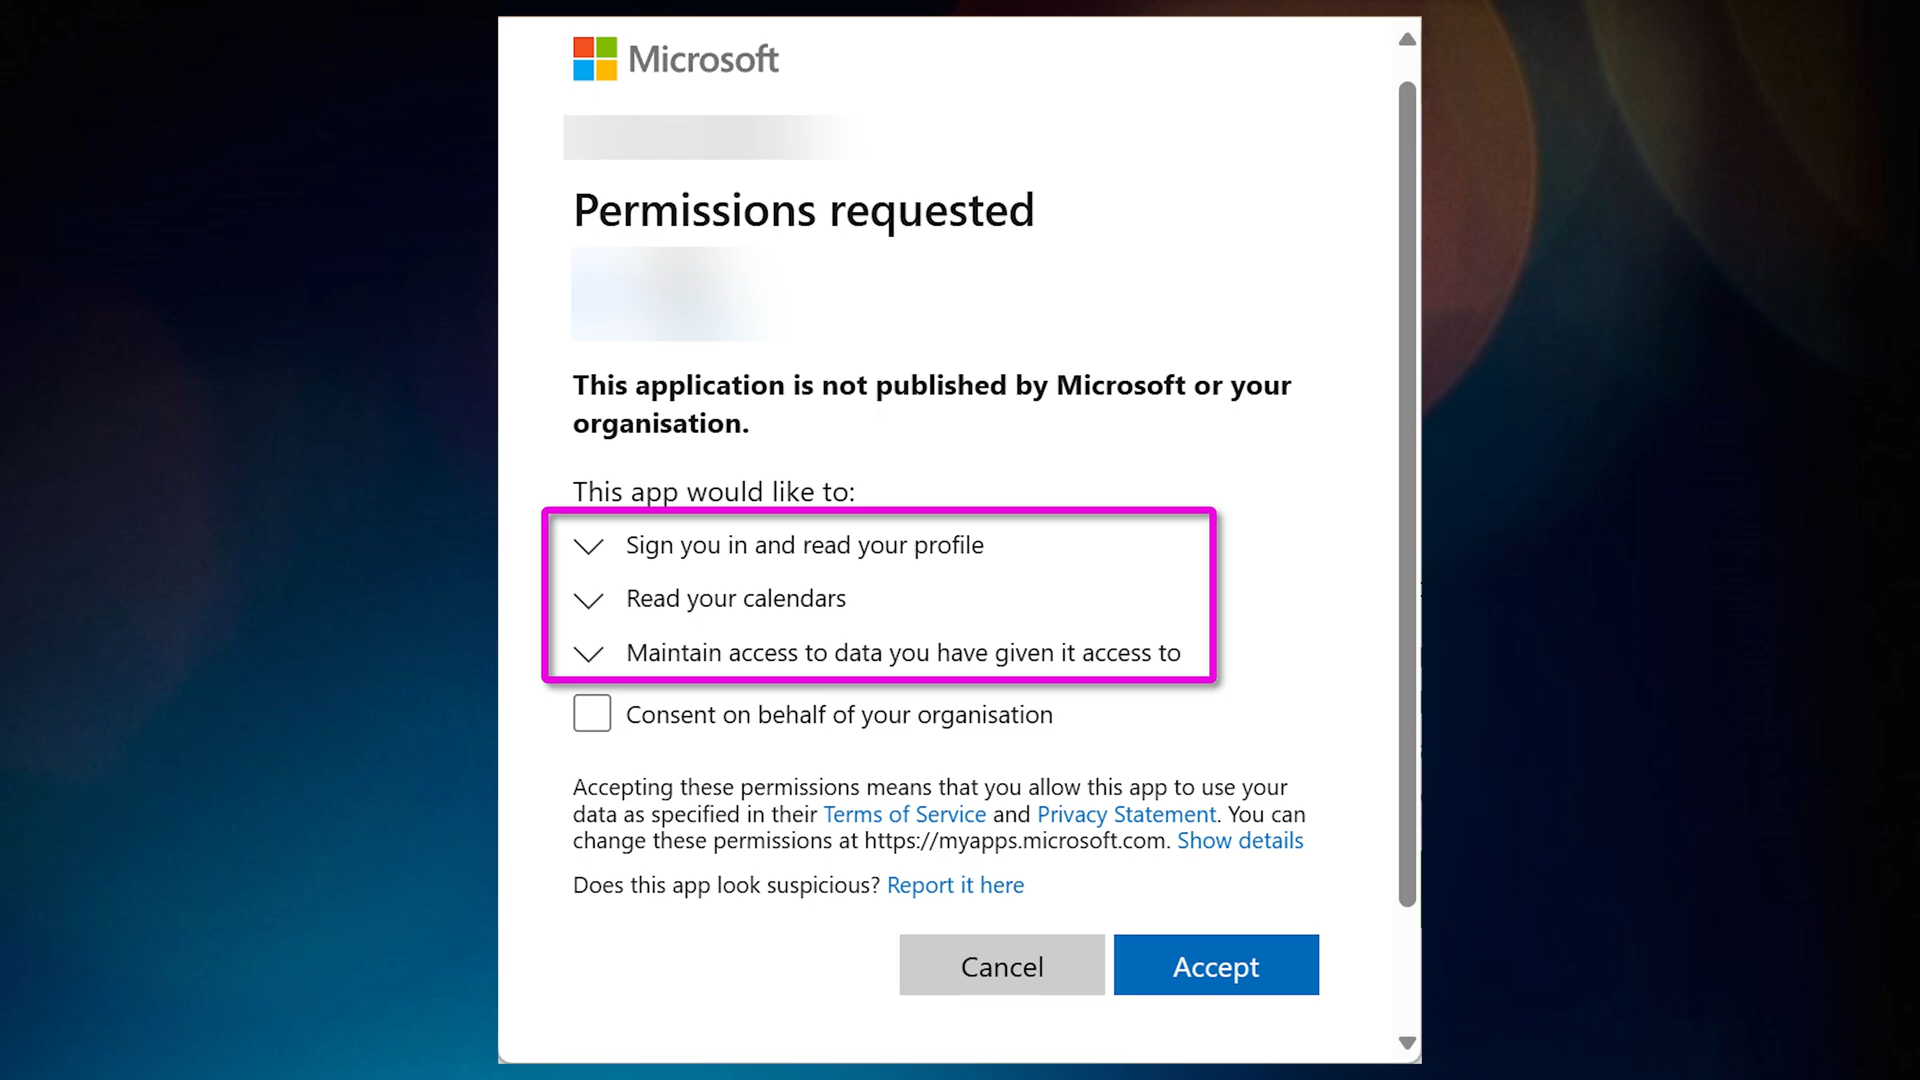 Microsoft
Permissions requested
This application is not published by Microsoft or your
organisation.
This app would like to:
Sign you in and read your profile
Read your calendars
Maintain access to data you have given it access to
Consent on behalf of your organisation
Accepting these permissions means that you allow this app to use your
data as specified in their Terms of Service and Privacy Statement. You can
change these permissions at https://myapps.microsoft.com. Show details
Does this app look suspicious? Report it here
Cancel
Accept